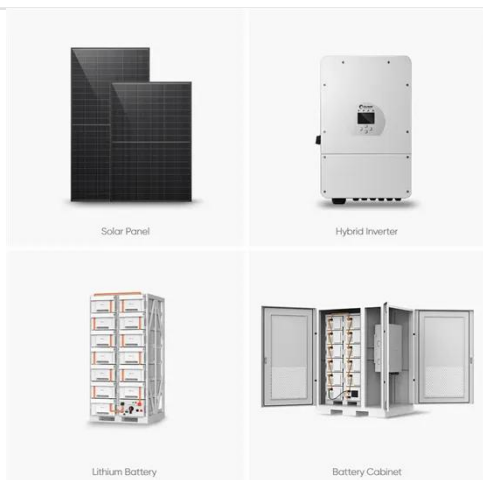 Solar Panel
Hybrid Inverter
Lithium Battery
Battery Cabinet